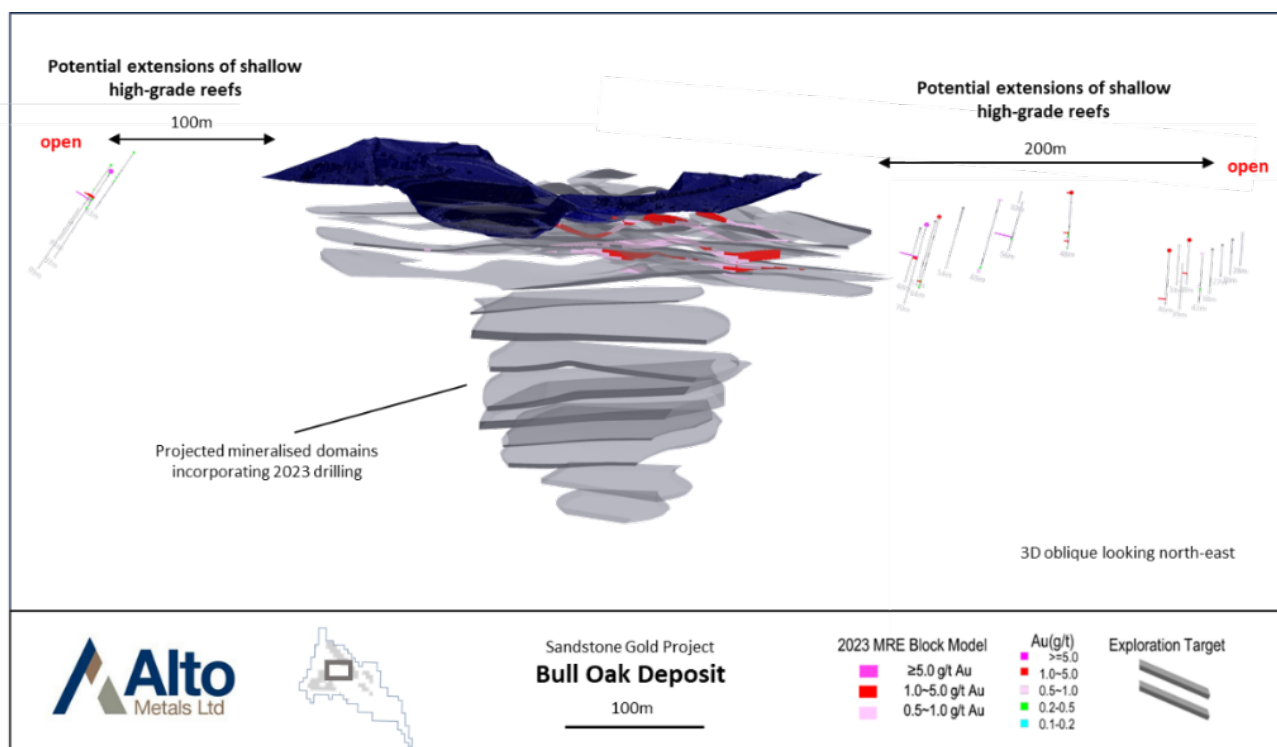 Potential extensions of shallow
high-grade reefs
100m
open
Potential extensions of shallow
high-grade reefs
200m
open
Projected mineralised domains
incorporating 2023 drilling
3D oblique looking north-east
Alto
Metals Ltd
Sandstone Gold Project
Bull Oak Deposit
100m
2023 MRE Block Model
≥5.0 g/t Au
1.0~5.0 g/t Au
0.5~1.0 g/t Au
Au(g/t)
>=5.0
1.0~5.0
0.5~1.0
0.2-0.5
0.1-0.2
Exploration Target